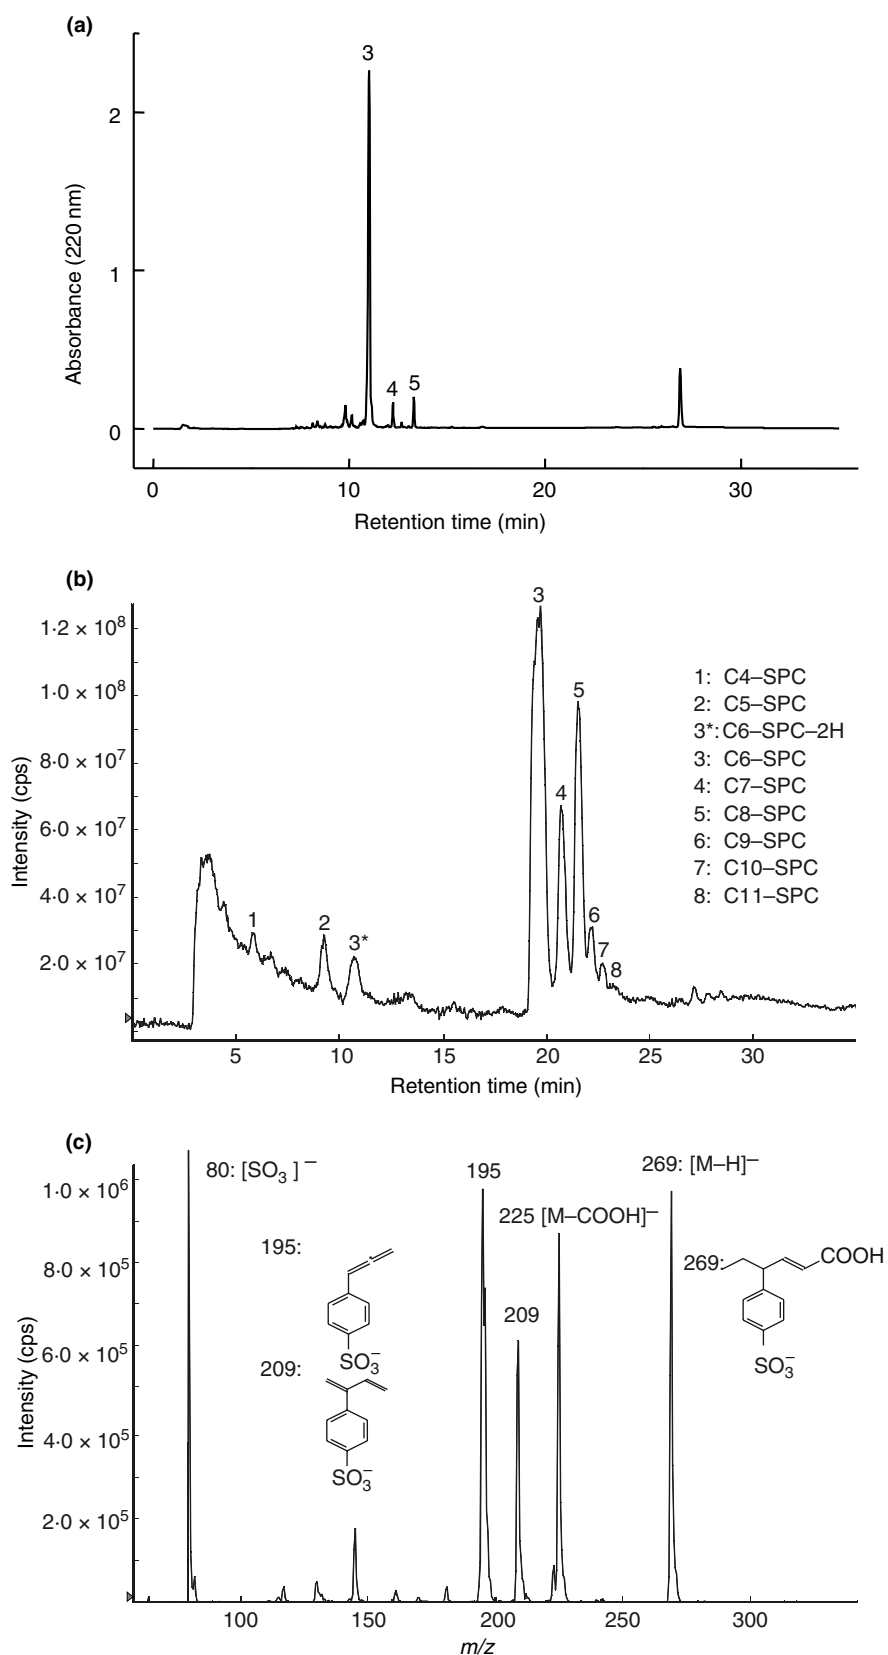 (a)
3
2
Absorbance (220 nm)
1
4
5
0
0
10
20
30
Retention time (min)
(b)
3
1·2 × 10⁸
1·0 × 10⁸
8·0 × 10⁷
6·0 × 10⁷
4·0 × 10⁷
2·0 × 10⁷
Intensity (cps)
5
4
1: C4–SPC
2: C5–SPC
3*: C6–SPC–2H
3: C6–SPC
4: C7–SPC
5: C8–SPC
6: C9–SPC
7: C10–SPC
8: C11–SPC
1
2
3*
6
7
8
5
10
15
20
25
30
Retention time (min)
(c)
80: [SO₃]⁻
195
269: [M–H]⁻
1·0 × 10⁶
225 [M–COOH]⁻
195:
269:
COOH
8·0 × 10⁵
209
SO₃⁻
SO₃⁻
6·0 × 10⁵
209:
Intensity (cps)
4·0 × 10⁵
SO₃⁻
2·0 × 10⁵
100
150
200
250
300
m/z